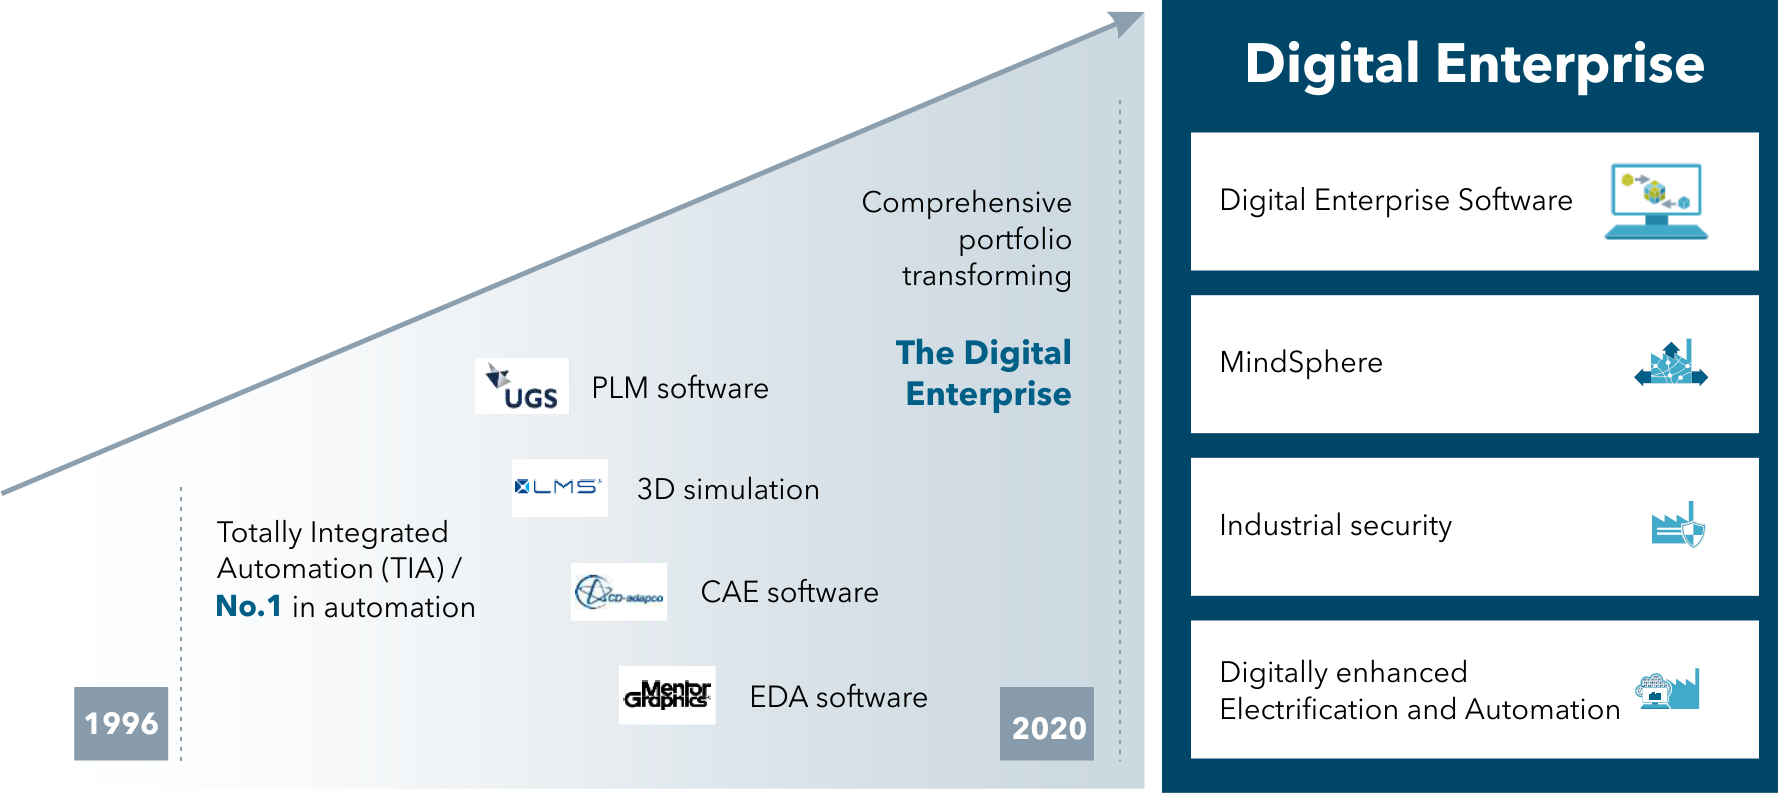 Comprehensive
portfolio
transforming
The Digital
Enterprise
UGS
PLM software
LMS
3D simulation
Totally Integrated
Automation (TIA) /
No.1 in automation
CD-adapco
CAE software
Mentor
Graphics
EDA software
1996
2020
Digital Enterprise
Digital Enterprise Software
MindSphere
Industrial security
Digitally enhanced
Electrification and Automation